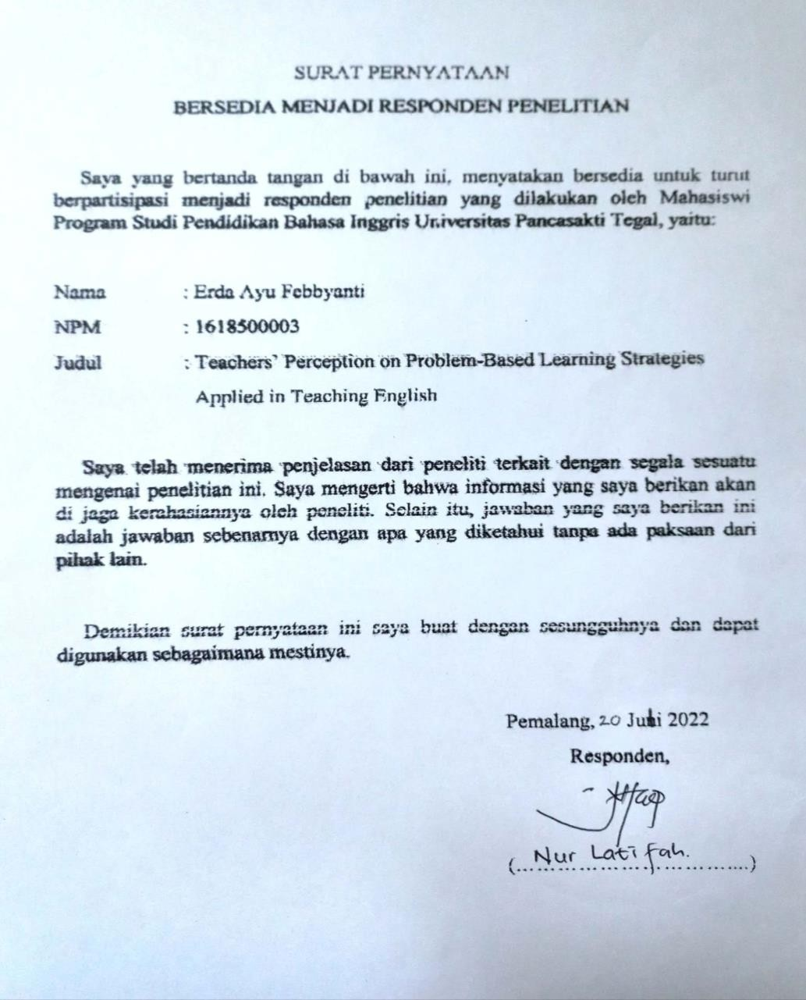 SURAT PERNYATAAN
BERSEDIA MENJADI RESPONDEN PENELITIAN
Saya yang bertanda tangan di bawah ini, menyatakan bersedia untuk turut
berpartisipasi menjadi responden penelitian yang dilakukan oleh Mahasiswi
Program Studi Pendidikan Bahasa Inggris Universitas Pancasakti Tegal, yaitu:
Nama : Erda Ayu Febbyanti
NPM : 1618500003
Judul : Teachers' Perception on Problem-Based Learning Strategies
Applied in Teaching English
Saya telah menerima penjelasan dari peneliti terkait dengan segala sesuatu
mengenai penelitian ini. Saya mengerti bahwa informasi yang saya berikan akan
di jaga kerahasiannya oleh peneliti. Selain itu, jawaban yang saya berikan ini
adalah jawaban sebenarnya dengan apa yang diketahui tanpa ada paksaan dari
pihak lain.
Demikian surat pernyataan ini saya buat dengan sesungguhnya dan dapat
digunakan sebagaimana mestinya.
Pemalang, 20 2022
Responden,
(Nur Latifah.)